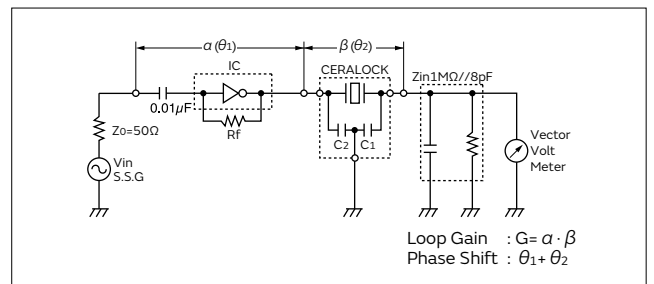 α (θ1)
β (θ2)
IC
CERALOCK
Zin1MΩ//8pF
0.01μF
Z0=50Ω
Rf
C2
C1
Vector
Volt
Meter
Vin
S.S.G
Loop Gain : G= α · β
Phase Shift : θ1+ θ2